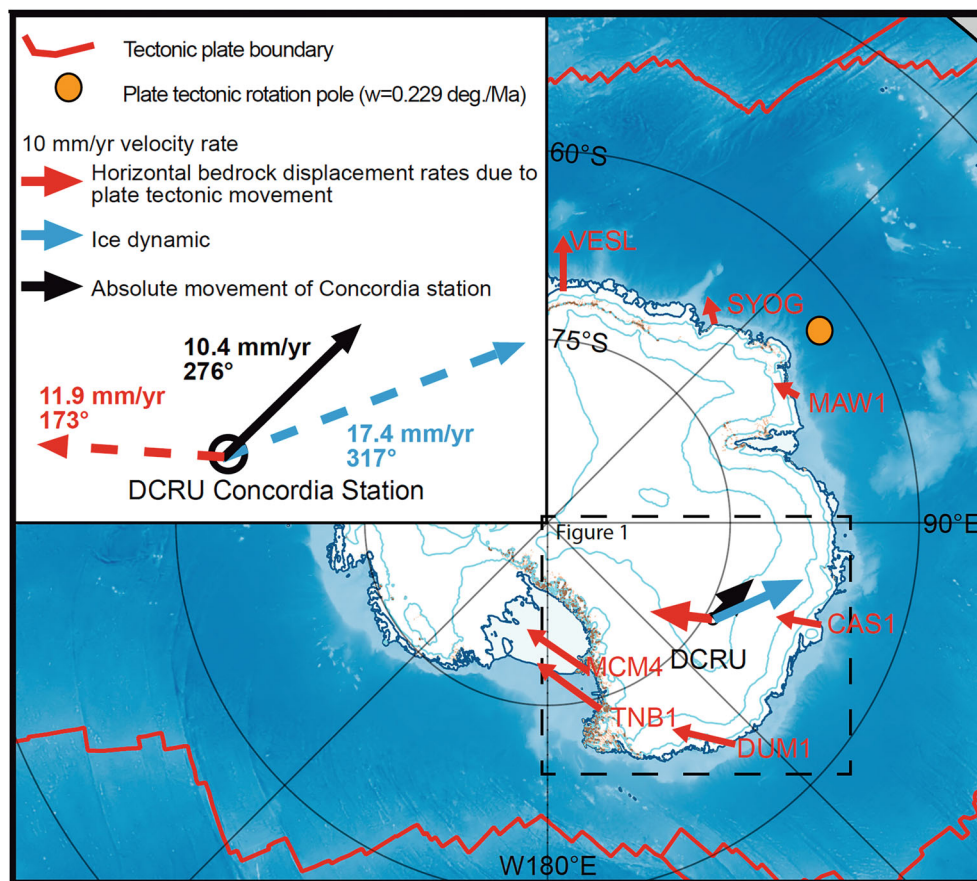 Tectonic plate boundary
Plate tectonic rotation pole (w=0.229 deg./Ma)
10 mm/yr velocity rate
Horizontal bedrock displacement rates due to
plate tectonic movement
Ice dynamic
Absolute movement of Concordia station
10.4 mm/yr
276°
11.9 mm/yr
173°
17.4 mm/yr
317°
DCRU Concordia Station
60°S
VESL
SYOG
75°S
MAW1
Figure 1
90°E
CAS1
DCRU
MCM4
TNB1
DUM1
W180°E